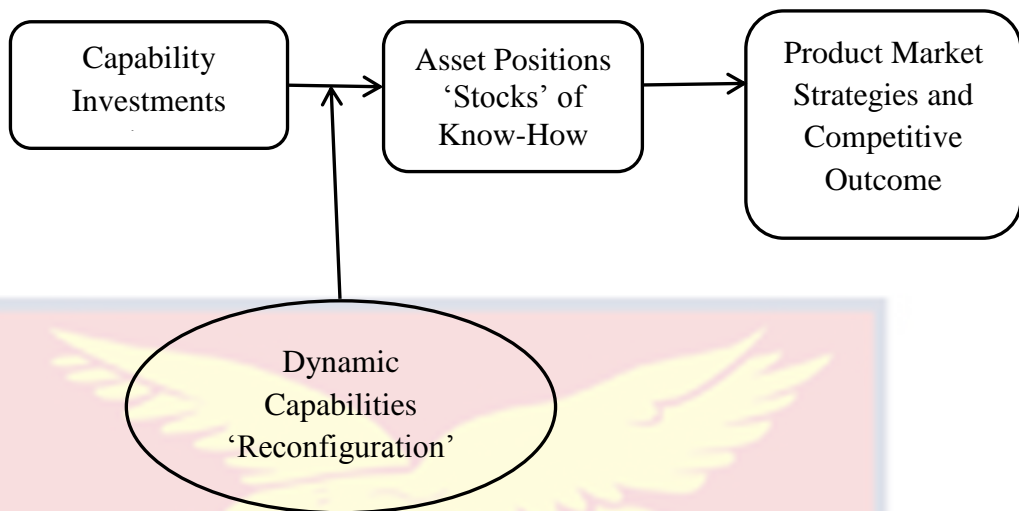 Capability
Investments
Asset Positions
‘Stocks’ of
Know-How
Product Market
Strategies and
Competitive
Outcome
Dynamic
Capabilities
‘Reconfiguration’